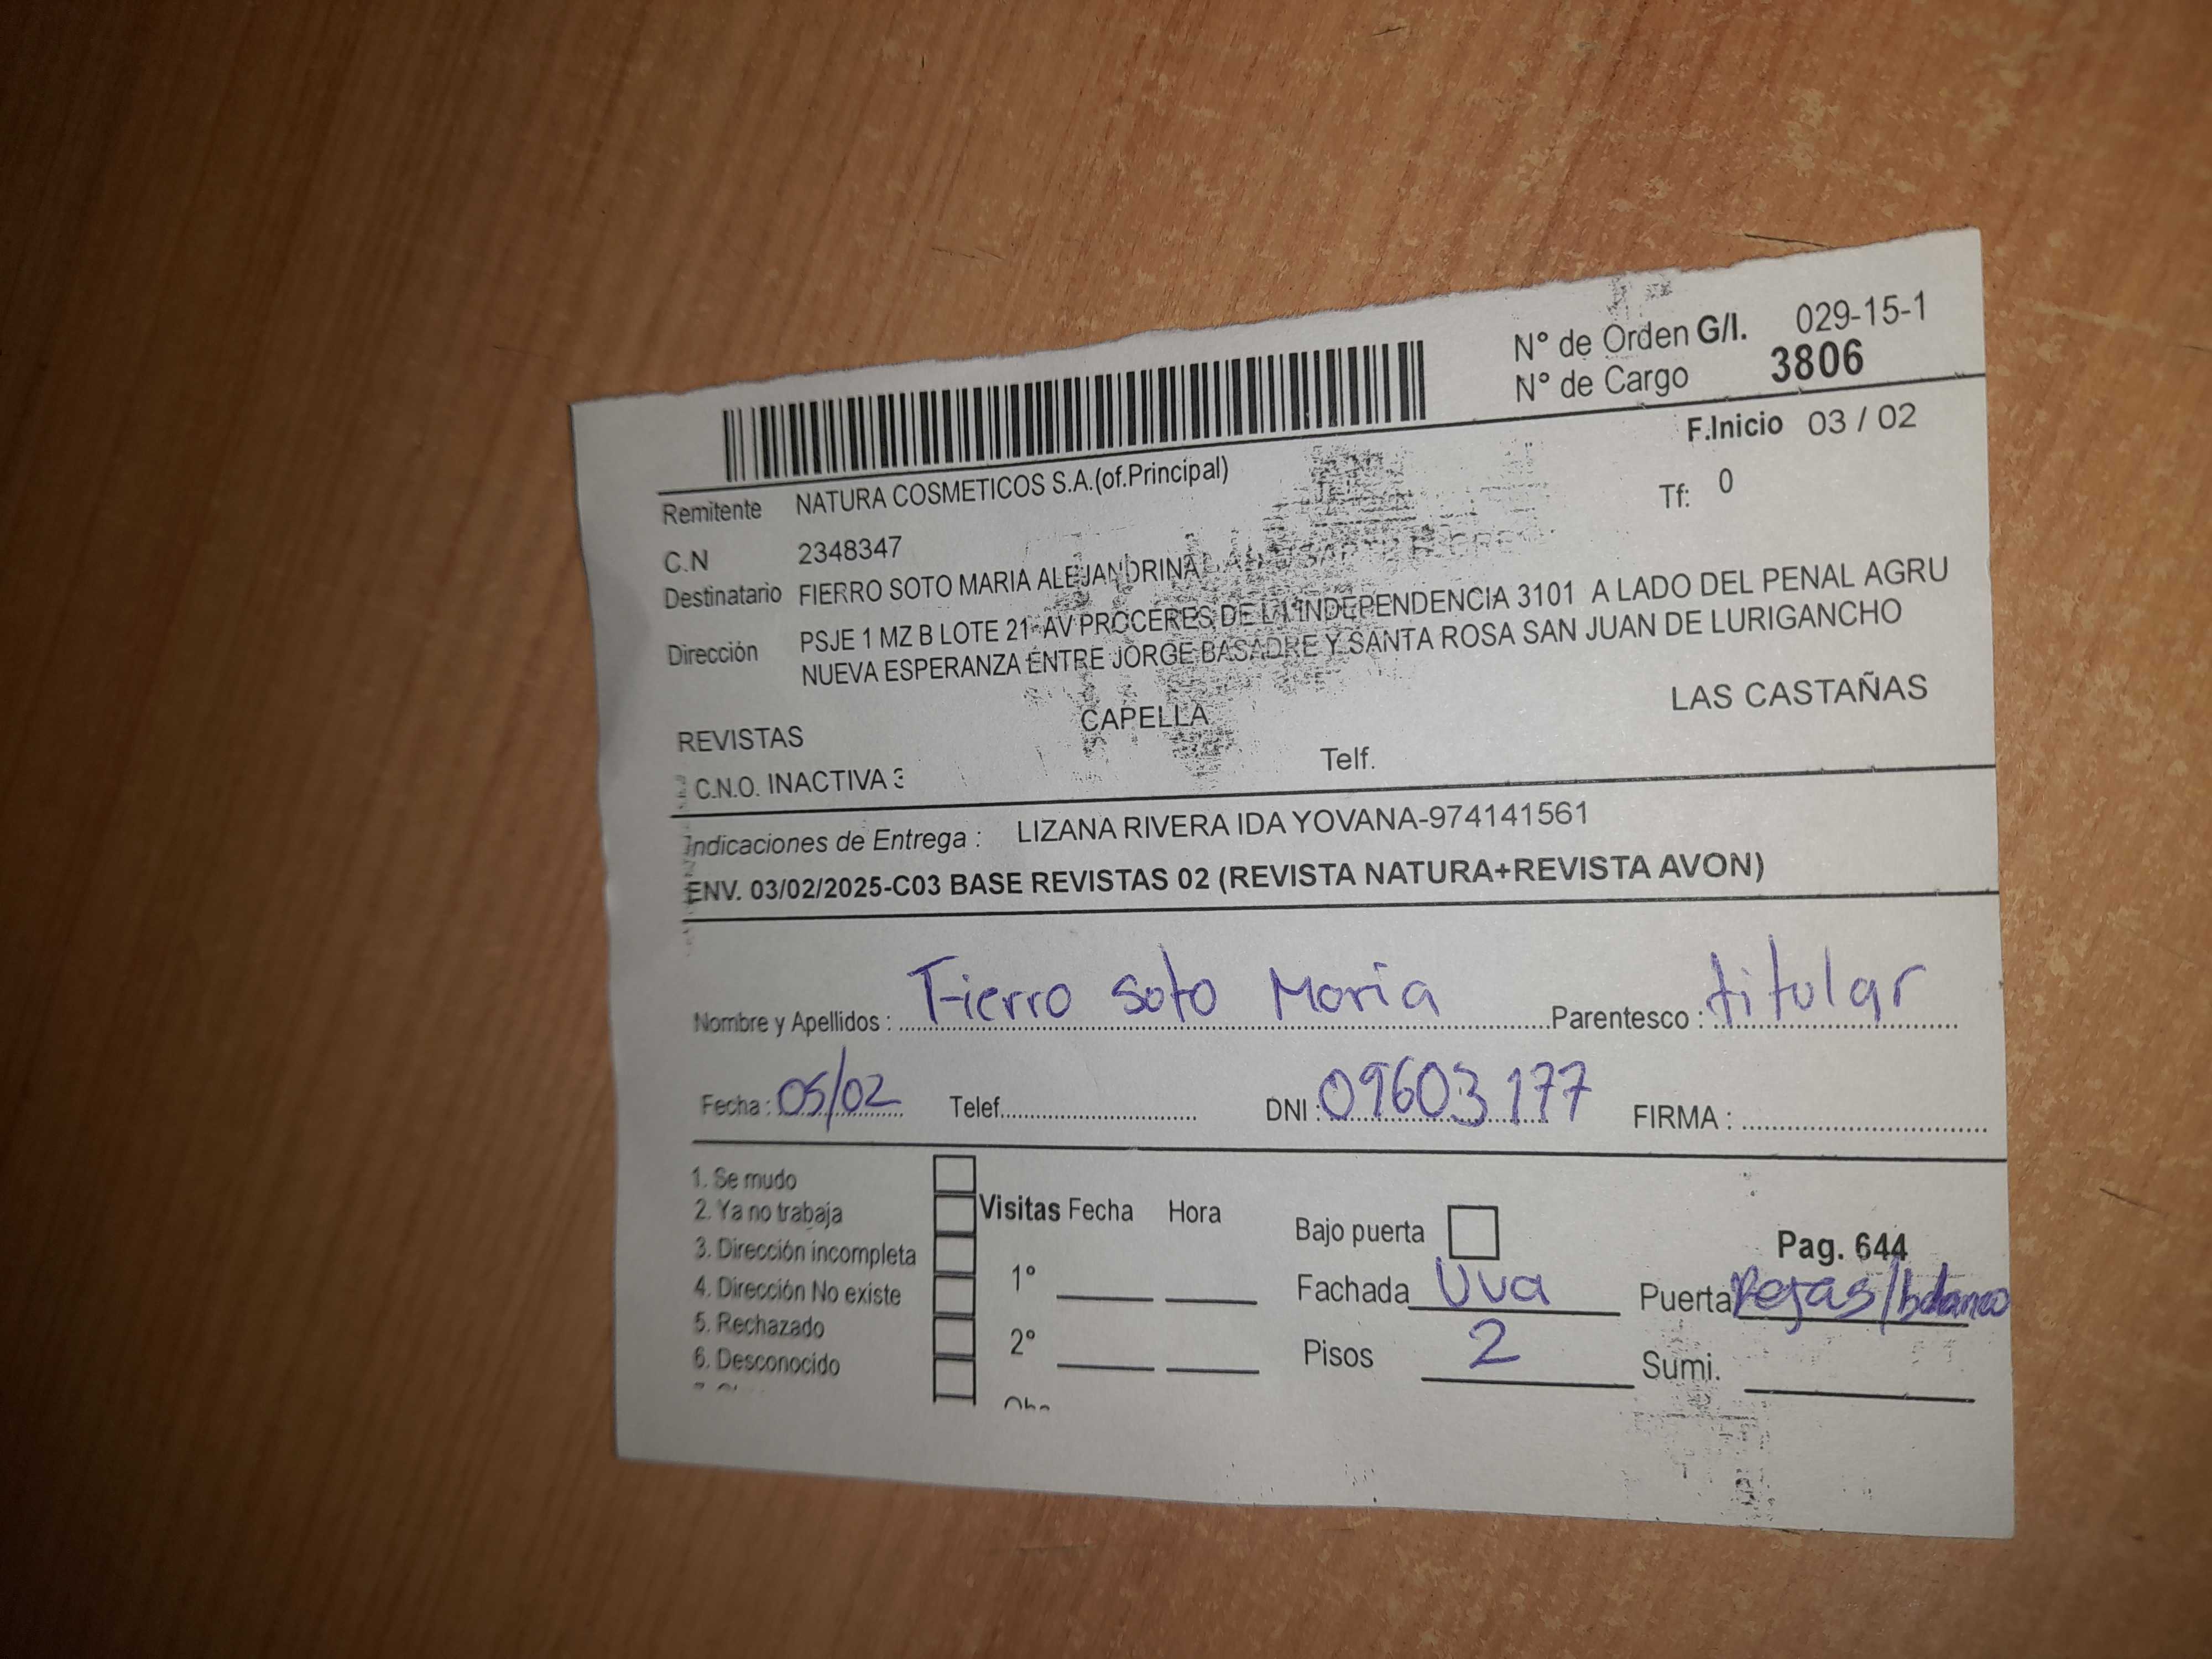 N° de Orden G/I. 029-15-1
N° de Cargo 3806
F.Inicio 03 / 02
Remitente NATURA COSMETICOS S.A.(of.Principal)
Tf: 0
C.N 2348347
Destinatario FIERRO SOTO MARIA ALEJANDRINA
Dirección PSJE 1 MZ B LOTE 21- AV PROCERES DE LA INDEPENDENCIA 3101 A LADO DEL PENAL AGRU
NUEVA ESPERANZA ENTRE JORGE BASADRE Y SANTA ROSA SAN JUAN DE LURIGANCHO
REVISTAS CAPELLA LAS CASTAÑAS
C.N.O. INACTIVA 3 Telf.
Indicaciones de Entrega : LIZANA RIVERA IDA YOVANA-974141561
ENV. 03/02/2025-C03 BASE REVISTAS 02 (REVISTA NATURA+REVISTA AVON)
Nombre y Apellidos : Fierro soto Maria Parentesco : titular
Fecha : 05/02 Telef. DNI : 09603177 FIRMA :
1. Se mudo
2. Ya no trabaja Visitas Fecha Hora Bajo puerta
3. Dirección incompleta Pag. 644
4. Dirección No existe 1° Fachada Uva Puerta Rejas/blanco
5. Rechazado
6. Desconocido 2° Pisos 2 Sumi.